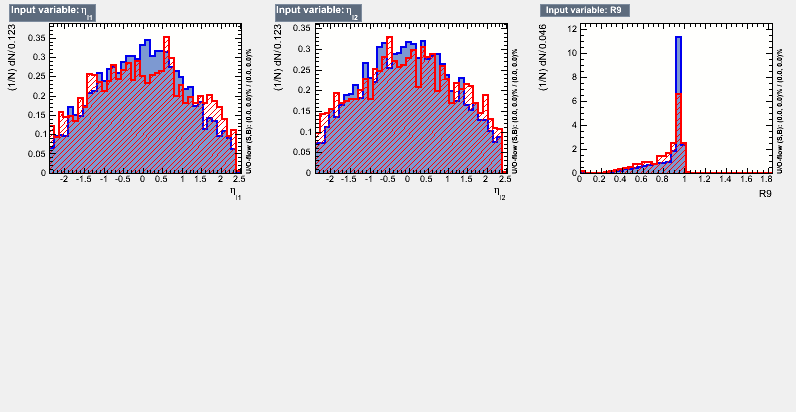 Input variable: η_l1
(1/N) dN/0.123
0.35
0.3
0.25
0.2
0.15
0.1
0.05
0
-2 -1.5 -1 -0.5 0 0.5 1 1.5 2 2.5
η_l1
U/O-flow (S,B): (0.0, 0.0)% / (0.0, 0.0)%
Input variable: η_l2
(1/N) dN/0.123
0.35
0.3
0.25
0.2
0.15
0.1
0.05
0
-2 -1.5 -1 -0.5 0 0.5 1 1.5 2 2.5
η_l2
U/O-flow (S,B): (0.0, 0.0)% / (0.0, 0.0)%
Input variable: R9
(1/N) dN/0.046
12
10
8
6
4
2
0
0 0.2 0.4 0.6 0.8 1 1.2 1.4 1.6 1.8
R9
U/O-flow (S,B): (0.0, 0.0)% / (0.0, 0.0)%